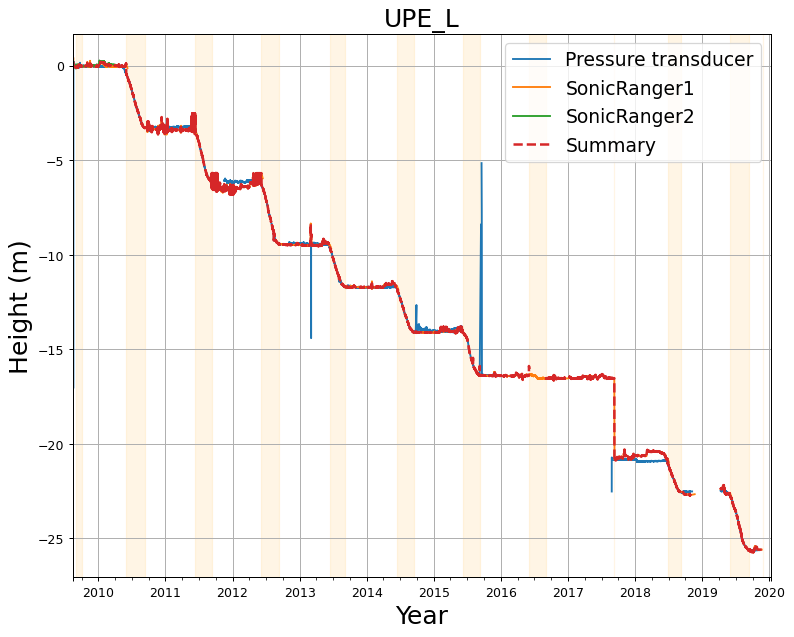 UPE_L
Pressure transducer
SonicRanger1
SonicRanger2
Summary
Height (m)
0
−5
−10
−15
−20
−25
2010 2011 2012 2013 2014 2015 2016 2017 2018 2019 2020
Year